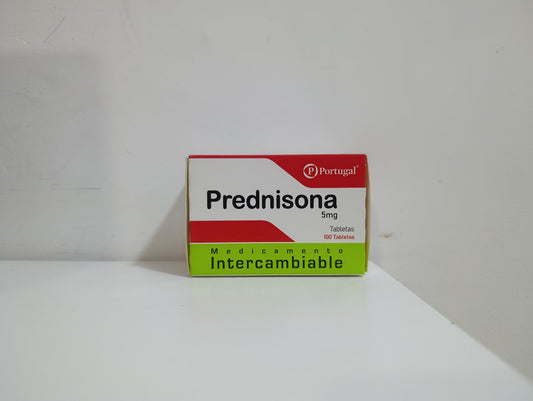 P Portugal®
Prednisona
5mg
Tabletas
100 Tabletas
Medicamento
Intercambiable